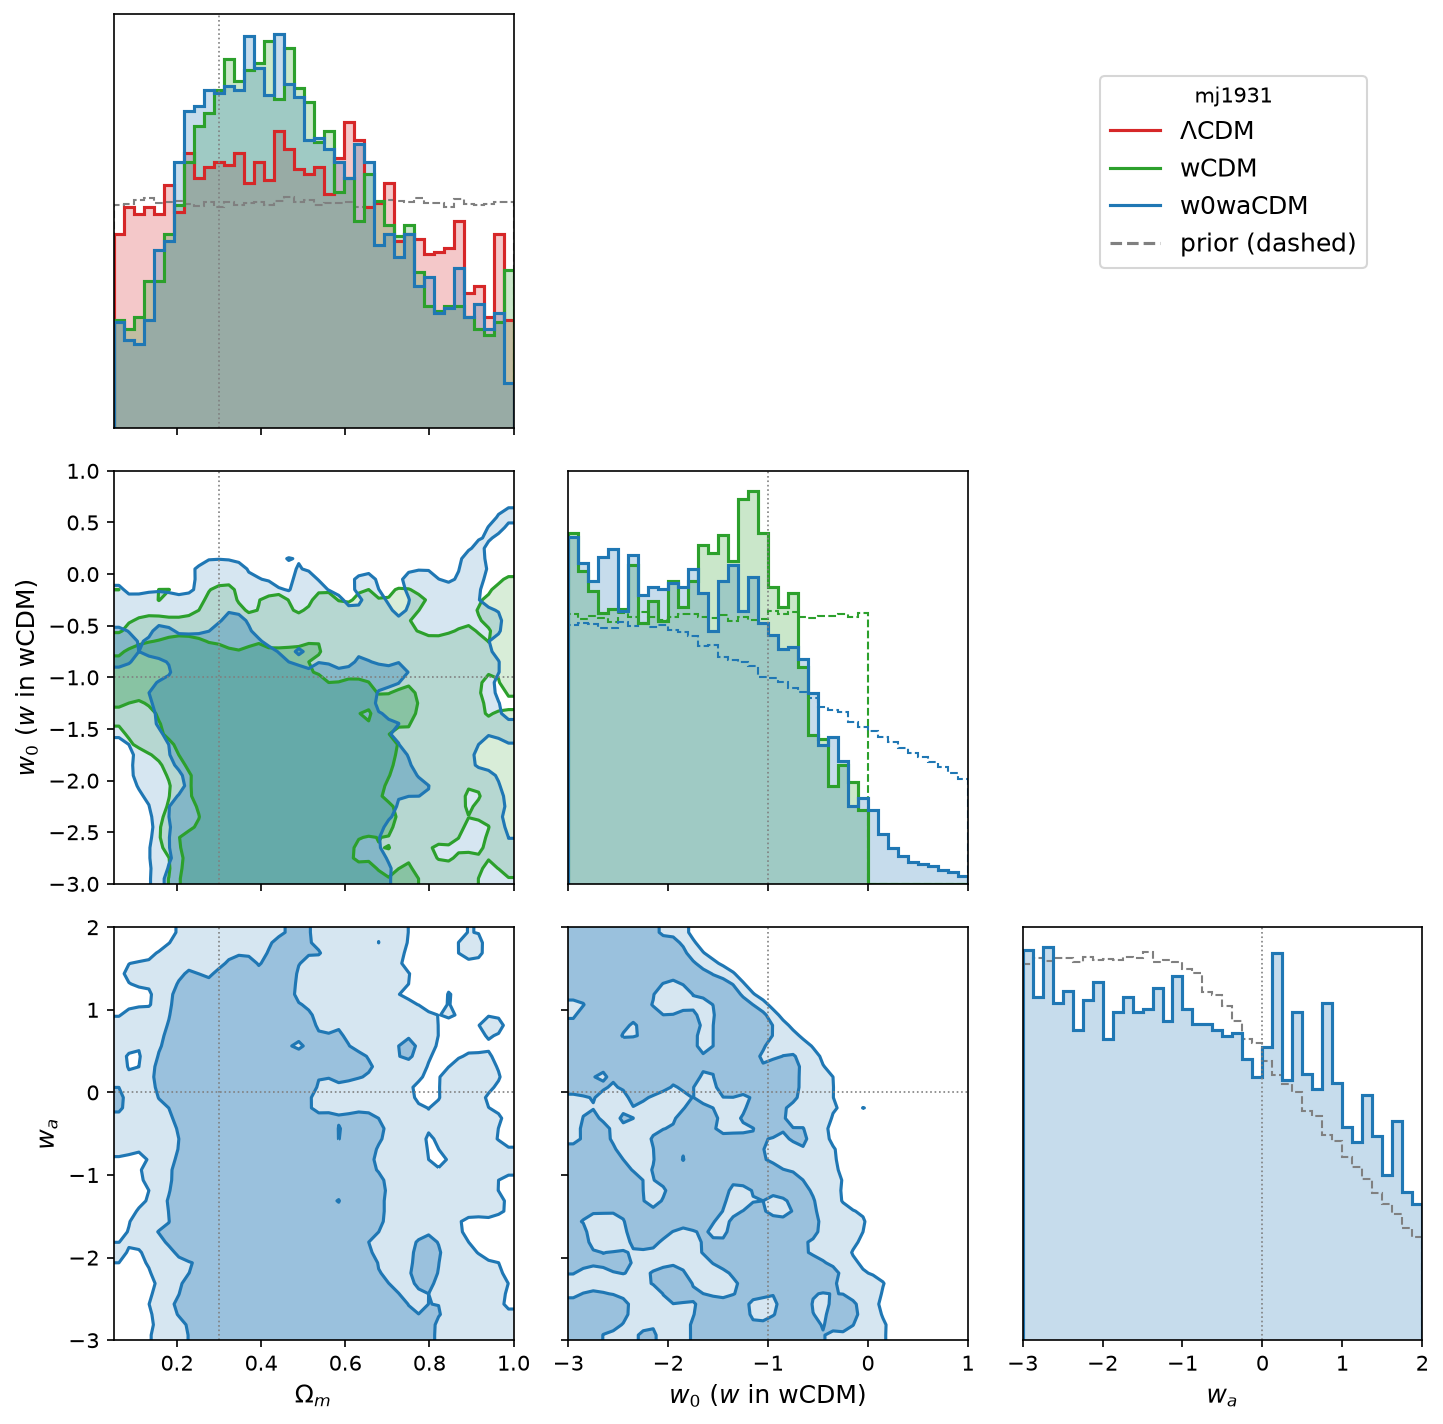 mj1931
ΛCDM
wCDM
w0waCDM
prior (dashed)
1.0
0.5
0.0
−0.5
−1.0
−1.5
−2.0
−2.5
−3.0
w₀ (w in wCDM)
2
1
0
−1
−2
−3
wₐ
0.2 0.4 0.6 0.8 1.0
Ωₘ
−3 −2 −1 0 1
w₀ (w in wCDM)
−3 −2 −1 0 1 2
wₐ